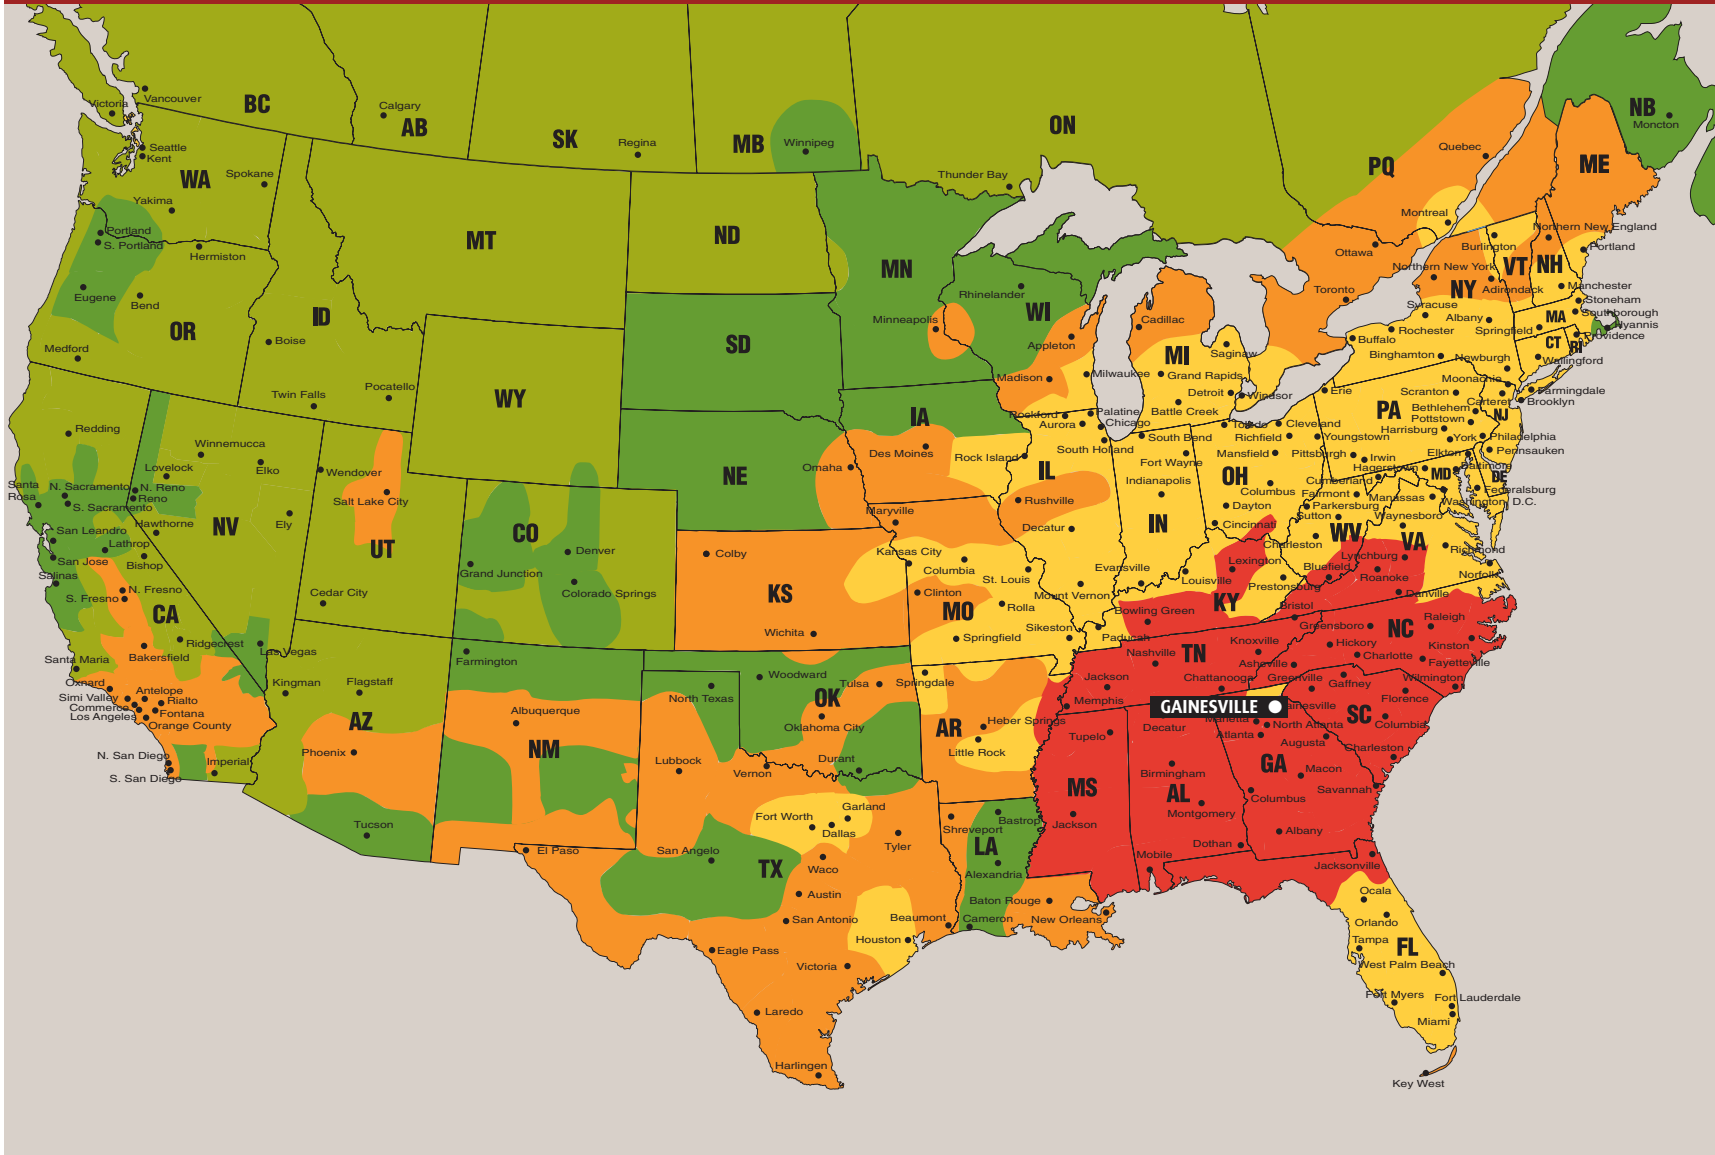 BC
AB
SK
MB
ON
PQ
NB
ME
Victoria
Vancouver
Calgary
Regina
Winnipeg
Thunder Bay
Quebec
Moncton
Montreal
Ottawa
Toronto
Seattle
Kent
WA
Spokane
Yakima
Portland
S. Portland
Hermiston
Eugene
Bend
OR
Medford
ID
Boise
Twin Falls
Pocatello
MT
ND
SD
WY
NE
Omaha
MN
Minneapolis
WI
Rhinelander
Appleton
Madison
Milwaukee
MI
Cadillac
Saginaw
Grand Rapids
Detroit
Windsor
Battle Creek
Northern New England
Portland
Burlington
VT
NH
Northern New York
NY
Adirondack
Manchester
Stoneham
Southborough
Hyannis
Providence
MA
CT
RI
Syracuse
Albany
Springfield
Rochester
Buffalo
Binghamton
Newburgh
Wallingford
Moonachie
Farmingdale
Brooklyn
Carteret
NJ
Erie
Scranton
PA
Bethlehem
Pottstown
Harrisburg
York
Philadelphia
Pennsauken
Elkton
Pittsburgh
Irwin
Hagerstown
MD
Baltimore
DE
Cumberland
Federalsburg
Washington, D.C.
Manassas
Fairmont
Parkersburg
Sutton
WV
Waynesboro
VA
Charleston
Lynchburg
Richmond
Bluefield
Roanoke
Norfolk
Danville
Bristol
Redding
Santa Rosa
N. Sacramento
S. Sacramento
N. Reno
Reno
Lovelock
Winnemucca
Elko
Hawthorne
Ely
NV
San Leandro
Lathrop
San Jose
Bishop
Salinas
N. Fresno
S. Fresno
CA
Ridgecrest
Bakersfield
Las Vegas
Santa Maria
Oxnard
Simi Valley
Commerce
Los Angeles
Antelope
Rialto
Fontana
Orange County
N. San Diego
S. San Diego
Imperial
Wendover
Salt Lake City
UT
Cedar City
CO
Grand Junction
Denver
Colorado Springs
Kingman
Flagstaff
AZ
Phoenix
Tucson
Farmington
Albuquerque
NM
El Paso
Colby
KS
Wichita
IA
Des Moines
Rock Island
Rockford
Aurora
Palatine
Chicago
South Holland
IL
Rushville
Decatur
Mount Vernon
Maryville
Kansas City
Columbia
St. Louis
Clinton
MO
Rolla
Springfield
Sikeston
South Bend
Fort Wayne
Indianapolis
IN
Evansville
Toledo
Cleveland
Richfield
Youngstown
Mansfield
OH
Columbus
Dayton
Cincinnati
Lexington
Louisville
Prestonsburg
KY
Bowling Green
Paducah
Woodward
Tulsa
OK
Oklahoma City
Durant
North Texas
Springdale
AR
Heber Springs
Little Rock
Lubbock
Vernon
Fort Worth
Garland
Dallas
Tyler
San Angelo
TX
Waco
Austin
San Antonio
Houston
Beaumont
Eagle Pass
Victoria
Laredo
Harlingen
Shreveport
Bastrop
LA
Alexandria
Baton Rouge
Cameron
New Orleans
Nashville
TN
Knoxville
Jackson
Chattanooga
Memphis
Tupelo
MS
Jackson
Decatur
Birmingham
AL
Montgomery
Mobile
Dothan
Greensboro
NC
Raleigh
Hickory
Kinston
Asheville
Charlotte
Fayetteville
Wilmington
Greenville
Gaffney
Florence
SC
Columbia
Charleston
GAINESVILLE
Gainesville
Marietta
North Atlanta
Atlanta
Augusta
GA
Macon
Columbus
Savannah
Albany
Jacksonville
Ocala
Orlando
Tampa
FL
West Palm Beach
Fort Myers
Fort Lauderdale
Miami
Key West